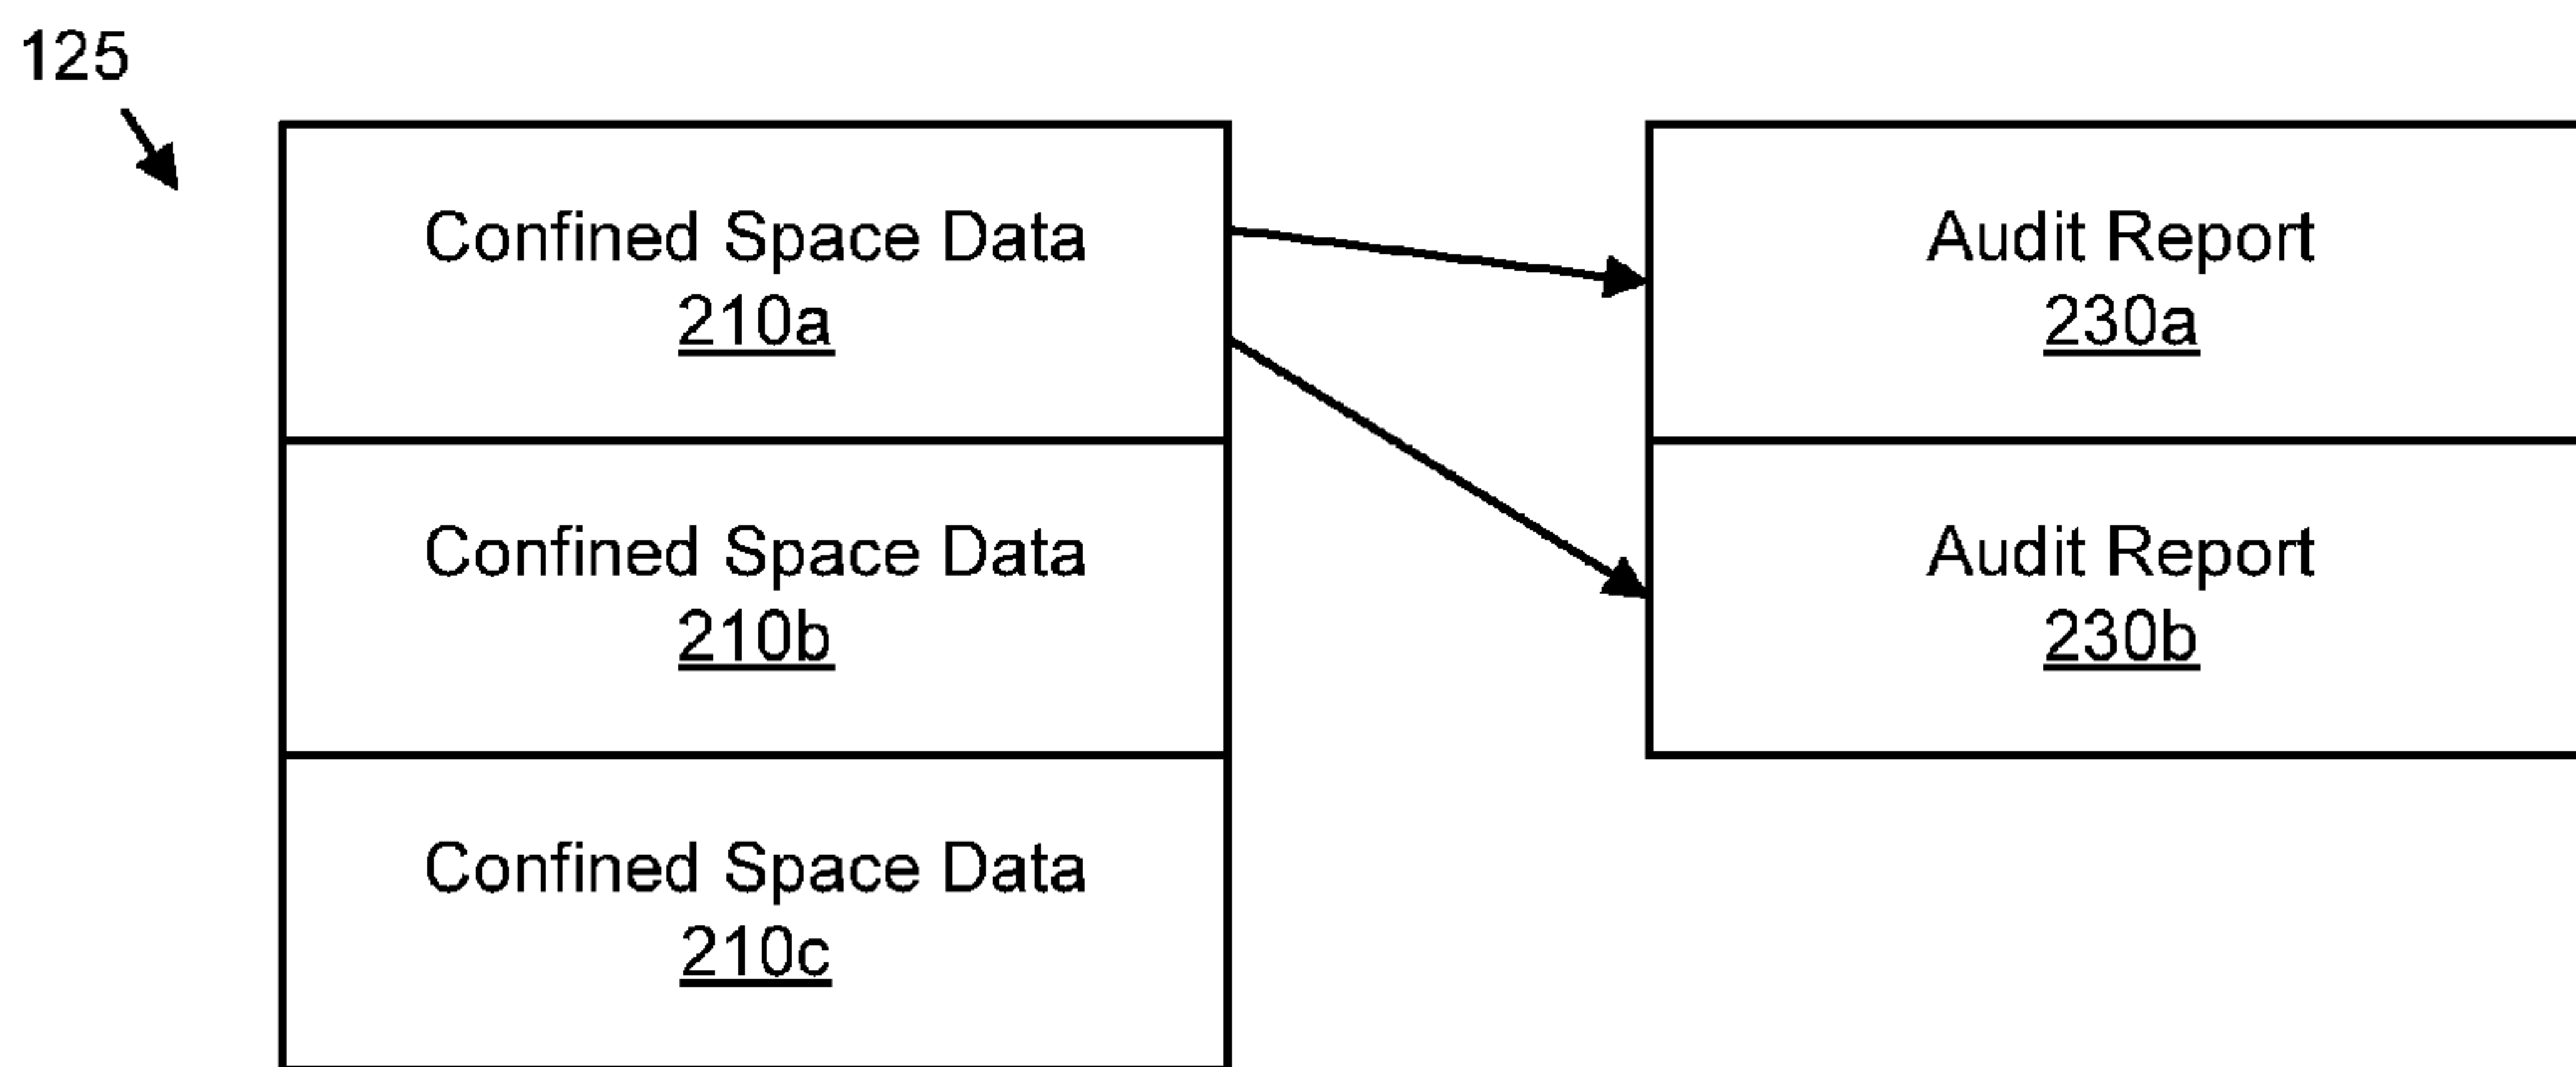 125
Confined Space Data
210a
Confined Space Data
210b
Confined Space Data
210c
Audit Report
230a
Audit Report
230b